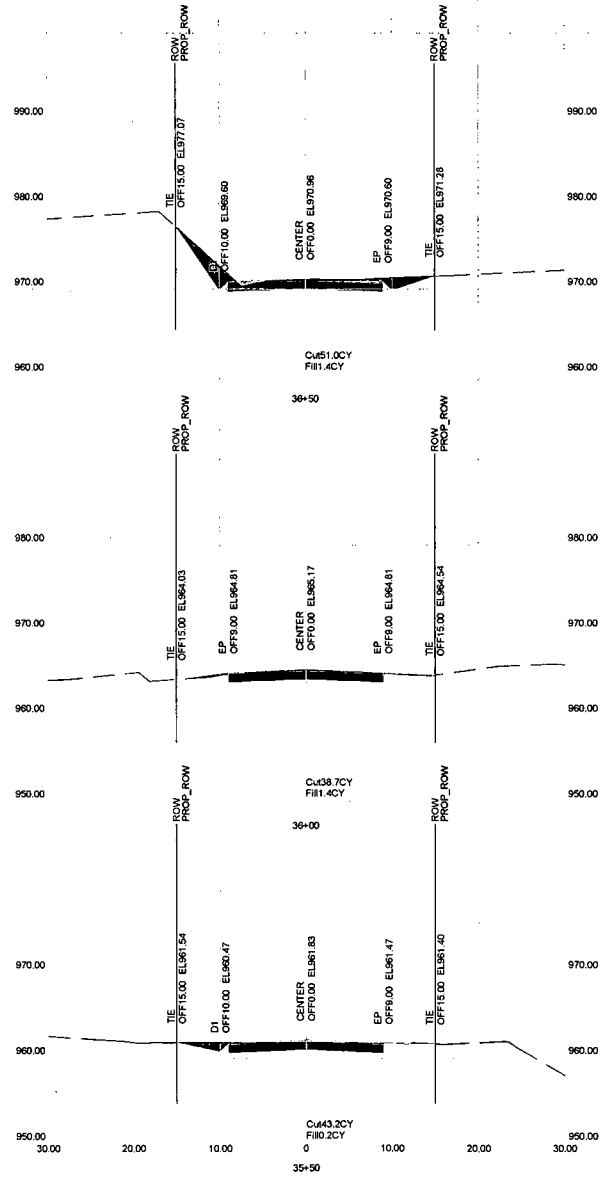 ROW
PROP_ROW
ROW
PROP_ROW
990.00
990.00
TIE
OFF15.00 EL977.07
D1
OFF10.00 EL969.60
CENTER
OFF0.00 EL970.96
EP
OFF9.00 EL970.60
TIE
OFF15.00 EL971.28
980.00
980.00
970.00
970.00
960.00
960.00
Cut51.0CY
Fill1.4CY
36+50
ROW
PROP_ROW
ROW
PROP_ROW
980.00
980.00
TIE
OFF15.00 EL964.03
EP
OFF9.00 EL964.81
CENTER
OFF0.00 EL965.17
EP
OFF9.00 EL964.81
TIE
OFF15.00 EL964.54
970.00
970.00
960.00
960.00
Cut38.7CY
Fill1.4CY
950.00
950.00
36+00
ROW
PROP_ROW
ROW
PROP_ROW
TIE
OFF15.00 EL961.54
D1
OFF10.00 EL960.47
CENTER
OFF0.00 EL961.83
EP
OFF9.00 EL961.47
TIE
OFF15.00 EL961.40
970.00
970.00
960.00
960.00
Cut43.2CY
Fill0.2CY
950.00
950.00
30.00 20.00 10.00 0 10.00 20.00 30.00
35+50